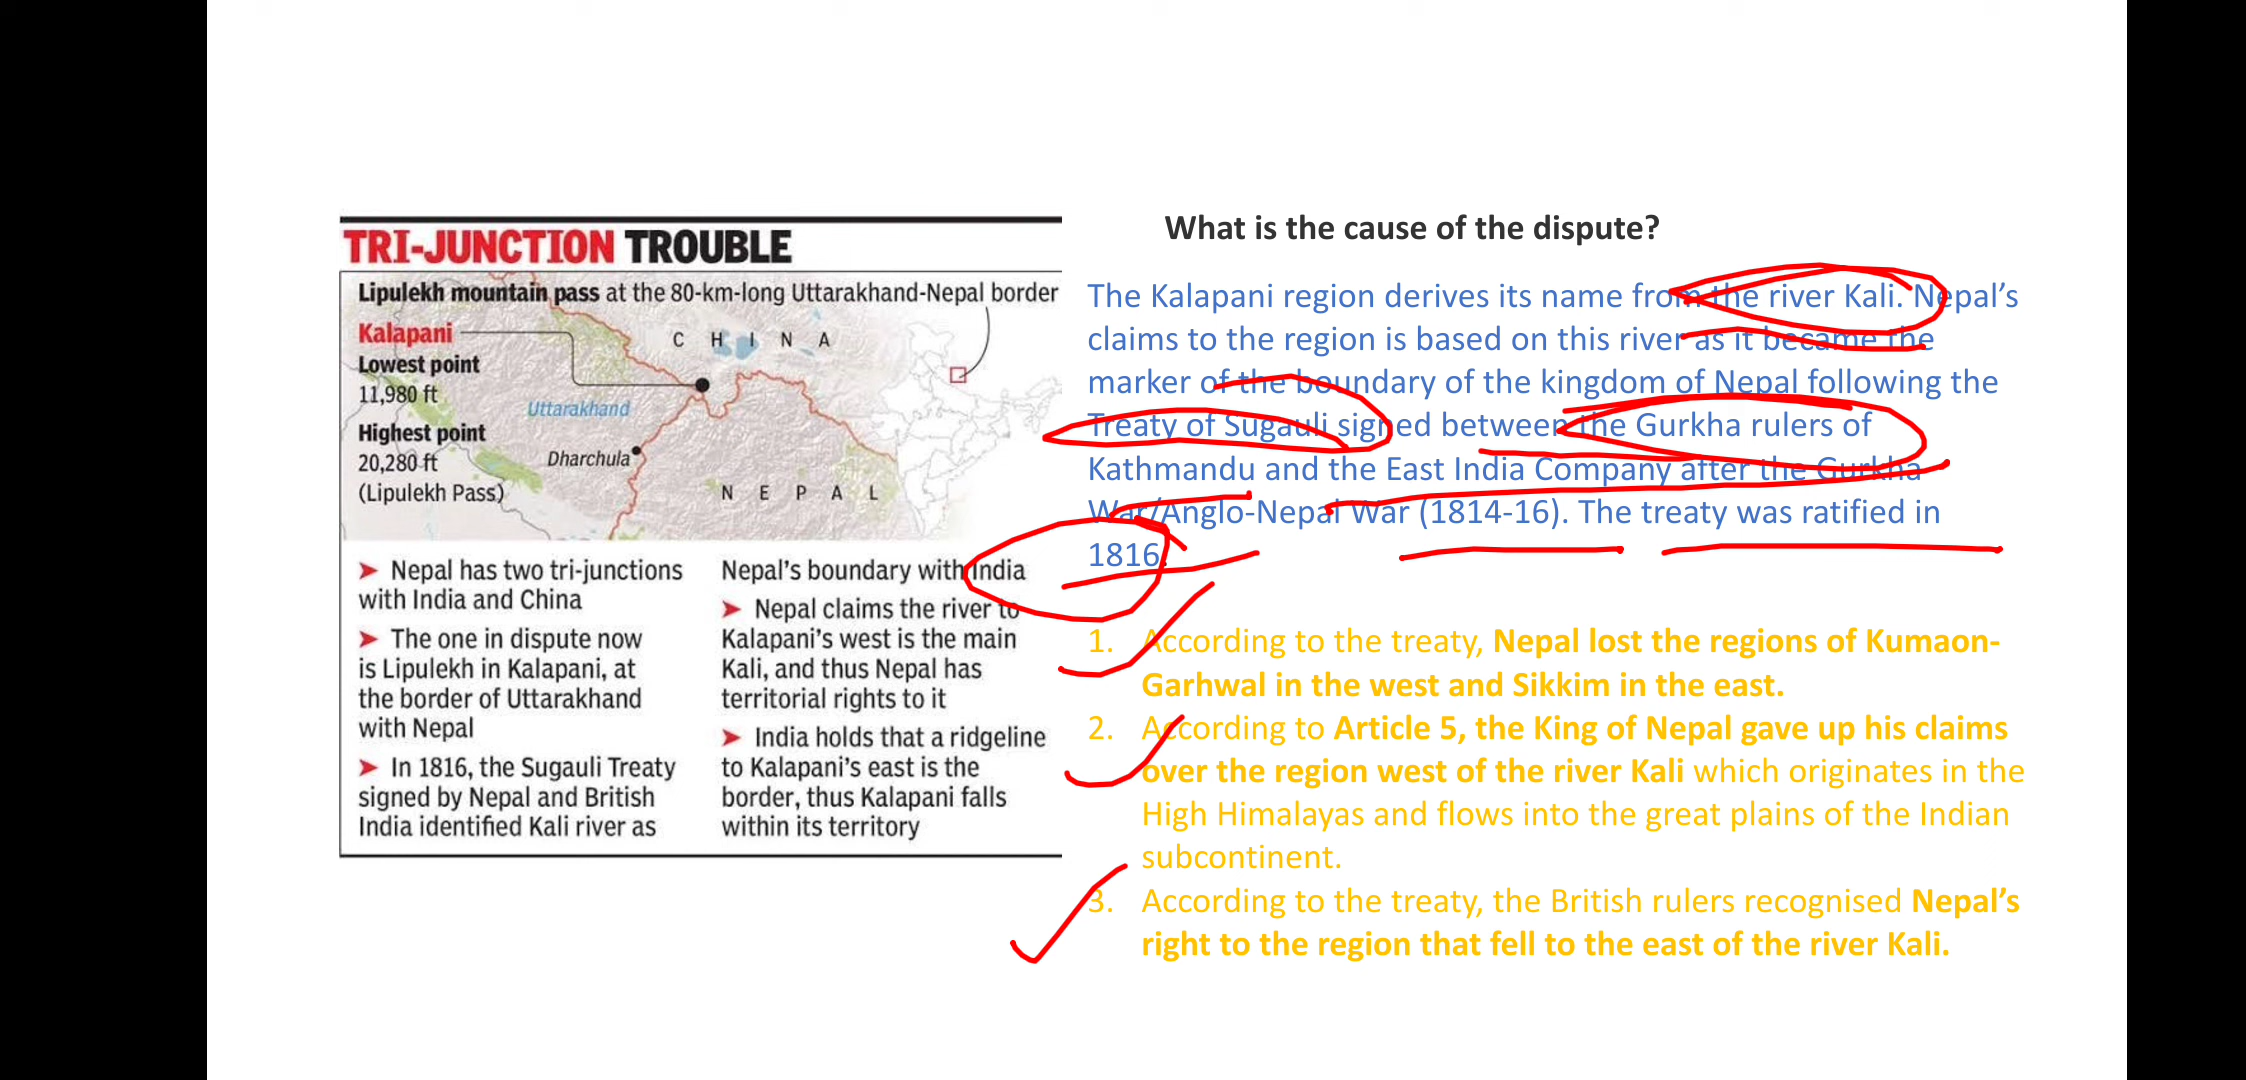 TRI-JUNCTION TROUBLE
Lipulekh mountain pass at the 80-km-long Uttarakhand-Nepal border
Kalapani
Lowest point
11,980 ft
Highest point
20,280 ft
(Lipulekh Pass)
C H I N A
Uttarakhand
Dharchula
N E P A L
➤ Nepal has two tri-junctions
with India and China
➤ The one in dispute now
is Lipulekh in Kalapani, at
the border of Uttarakhand
with Nepal
➤ In 1816, the Sugauli Treaty
signed by Nepal and British
India identified Kali river as
Nepal's boundary with India
➤ Nepal claims the river to
Kalapani's west is the main
Kali, and thus Nepal has
territorial rights to it
➤ India holds that a ridgeline
to Kalapani's east is the
border, thus Kalapani falls
within its territory
What is the cause of the dispute?
The Kalapani region derives its name from the river Kali. Nepal's
claims to the region is based on this river as it became the
marker of the boundary of the kingdom of Nepal following the
Treaty of Sugauli signed between the Gurkha rulers of
Kathmandu and the East India Company after the Gurkha
War/Anglo-Nepal War (1814-16). The treaty was ratified in
1816.
1. According to the treaty, Nepal lost the regions of Kumaon-
Garhwal in the west and Sikkim in the east.
2. According to Article 5, the King of Nepal gave up his claims
over the region west of the river Kali which originates in the
High Himalayas and flows into the great plains of the Indian
subcontinent.
3. According to the treaty, the British rulers recognised Nepal's
right to the region that fell to the east of the river Kali.